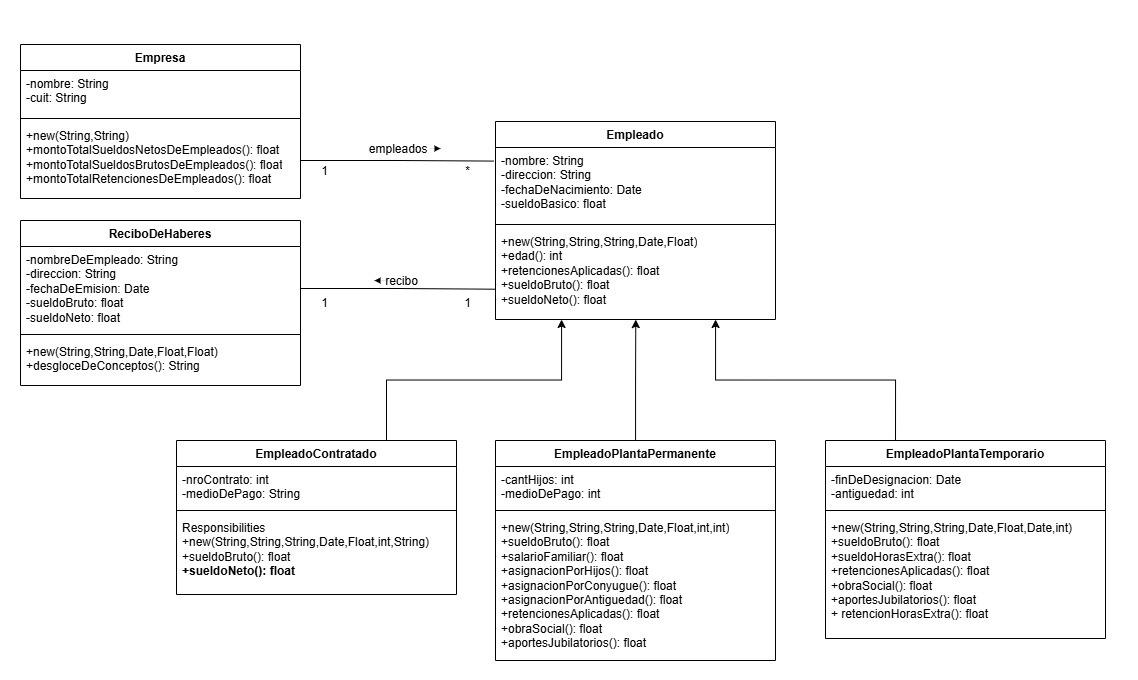 Empresa
-nombre: String
-cuit: String
+new(String,String)
+montoTotalSueldosNetosDeEmpleados(): float
+montoTotalSueldosBrutosDeEmpleados(): float
+montoTotalRetencionesDeEmpleados(): float
empleados ►
1
*
Empleado
-nombre: String
-direccion: String
-fechaDeNacimiento: Date
-sueldoBasico: float
+new(String,String,String,Date,Float)
+edad(): int
+retencionesAplicadas(): float
+sueldoBruto(): float
+sueldoNeto(): float
ReciboDeHaberes
-nombreDeEmpleado: String
-direccion: String
-fechaDeEmision: Date
-sueldoBruto: float
-sueldoNeto: float
+new(String,String,Date,Float,Float)
+desgloceDeConceptos(): String
◄ recibo
1
1
EmpleadoContratado
-nroContrato: int
-medioDePago: String
Responsibilities
+new(String,String,String,Date,Float,int,String)
+sueldoBruto(): float
+sueldoNeto(): float
EmpleadoPlantaPermanente
-cantHijos: int
-medioDePago: int
+new(String,String,String,Date,Float,int,int)
+sueldoBruto(): float
+salarioFamiliar(): float
+asignacionPorHijos(): float
+asignacionPorConyugue(): float
+asignacionPorAntiguedad(): float
+retencionesAplicadas(): float
+obraSocial(): float
+aportesJubilatorios(): float
EmpleadoPlantaTemporario
-finDeDesignacion: Date
-antiguedad: int
+new(String,String,String,Date,Float,Date,int)
+sueldoBruto(): float
+sueldoHorasExtra(): float
+retencionesAplicadas(): float
+obraSocial(): float
+aportesJubilatorios(): float
+ retencionHorasExtra(): float